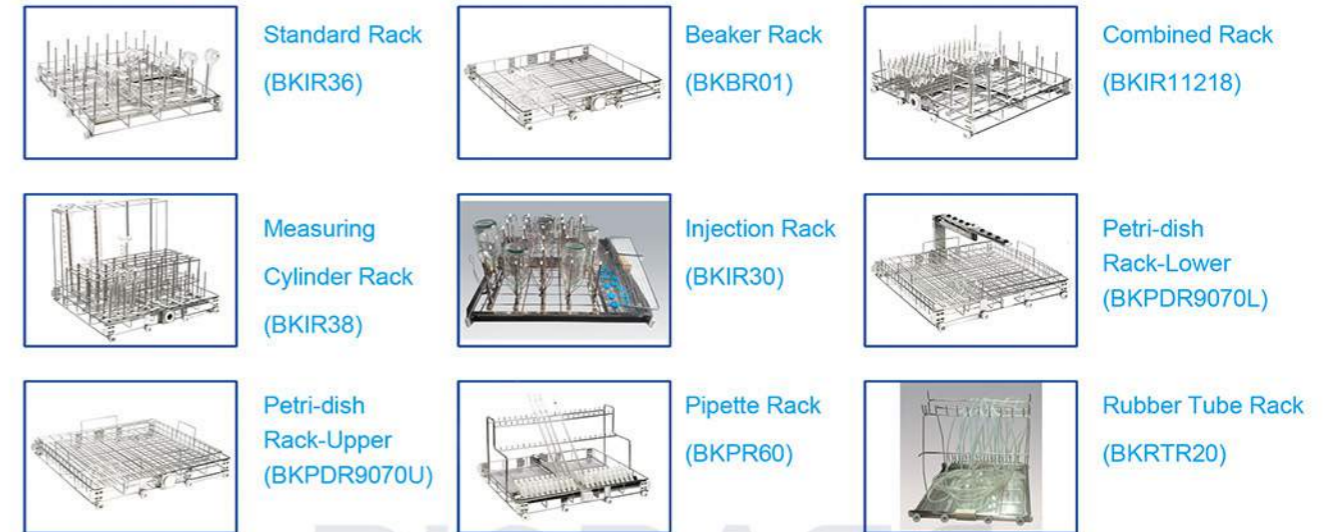 Standard Rack
(BKIR36)
Beaker Rack
(BKBR01)
Combined Rack
(BKIR11218)
Measuring
Cylinder Rack
(BKIR38)
Injection Rack
(BKIR30)
Petri-dish
Rack-Lower
(BKPDR9070L)
Petri-dish
Rack-Upper
(BKPDR9070U)
Pipette Rack
(BKPR60)
Rubber Tube Rack
(BKRTR20)